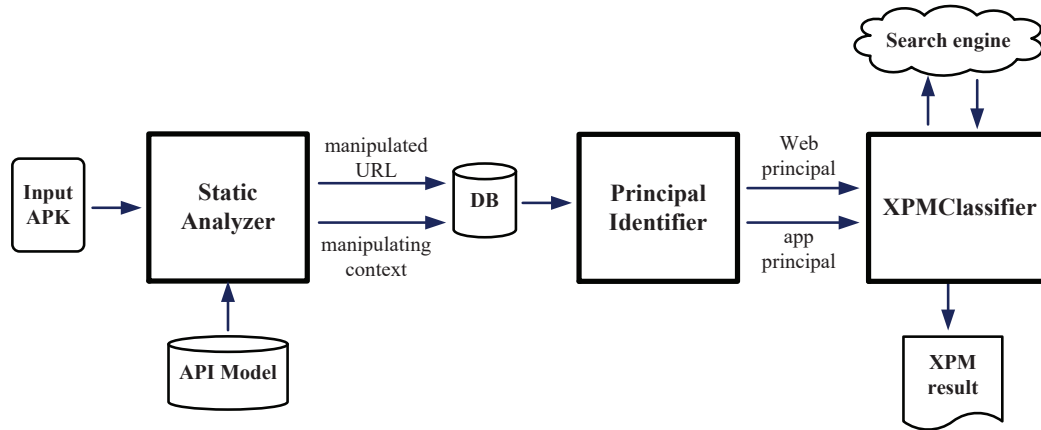 Search engine
Input
APK
Static
Analyzer
manipulated
URL
manipulating
context
DB
Principal
Identifier
Web
principal
app
principal
XPMClassifier
API Model
XPM
result